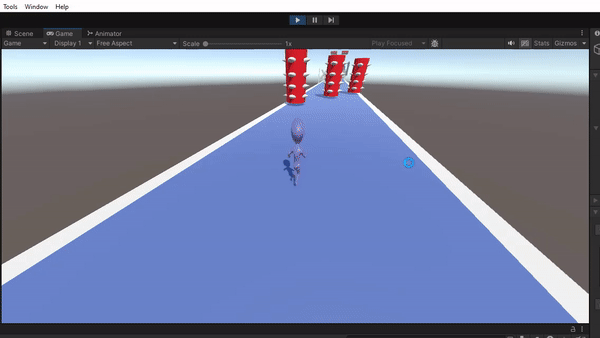 Tools Window Help
Scene Game Animator
Game Display 1 Free Aspect Scale 1x Play Focused Stats Gizmos